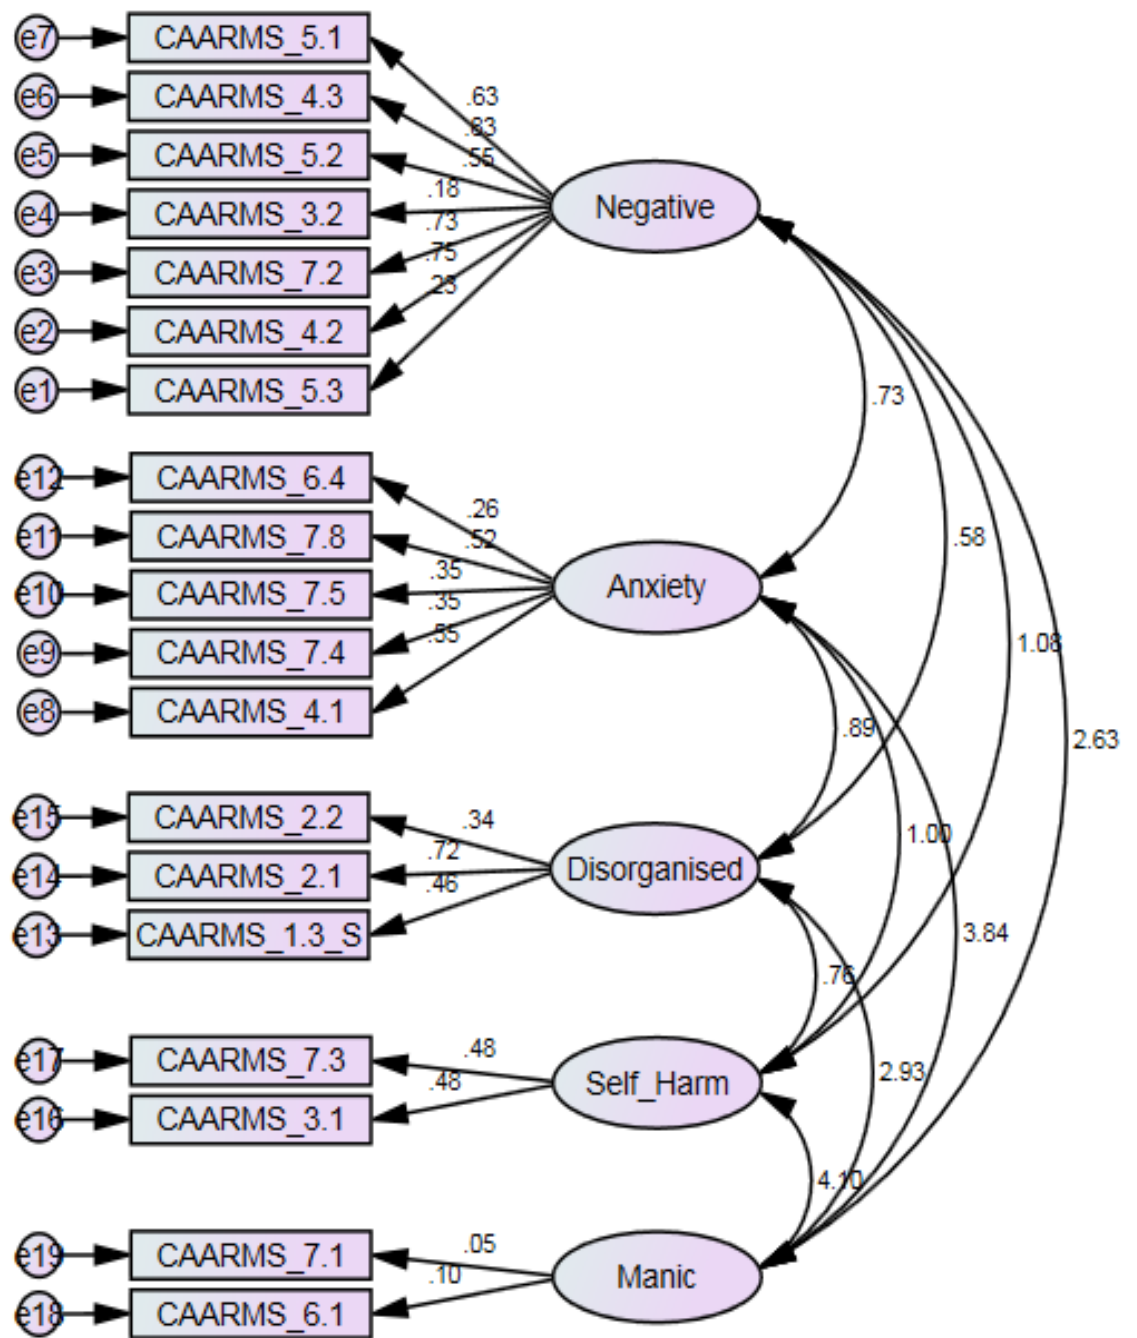 e7 CAARMS_5.1
e6 CAARMS_4.3
e5 CAARMS_5.2
e4 CAARMS_3.2
e3 CAARMS_7.2
e2 CAARMS_4.2
e1 CAARMS_5.3
.63
.83
.55
.18
.73
.75
.23
Negative
e12 CAARMS_6.4
e11 CAARMS_7.8
e10 CAARMS_7.5
e9 CAARMS_7.4
e8 CAARMS_4.1
.26
.52
.35
.35
.55
Anxiety
e15 CAARMS_2.2
e14 CAARMS_2.1
e13 CAARMS_1.3_S
.34
.72
.46
Disorganised
e17 CAARMS_7.3
e16 CAARMS_3.1
.48
.48
Self_Harm
e19 CAARMS_7.1
e18 CAARMS_6.1
.05
.10
Manic
.73
.58
1.08
2.63
.89
1.00
3.84
.76
2.93
4.10